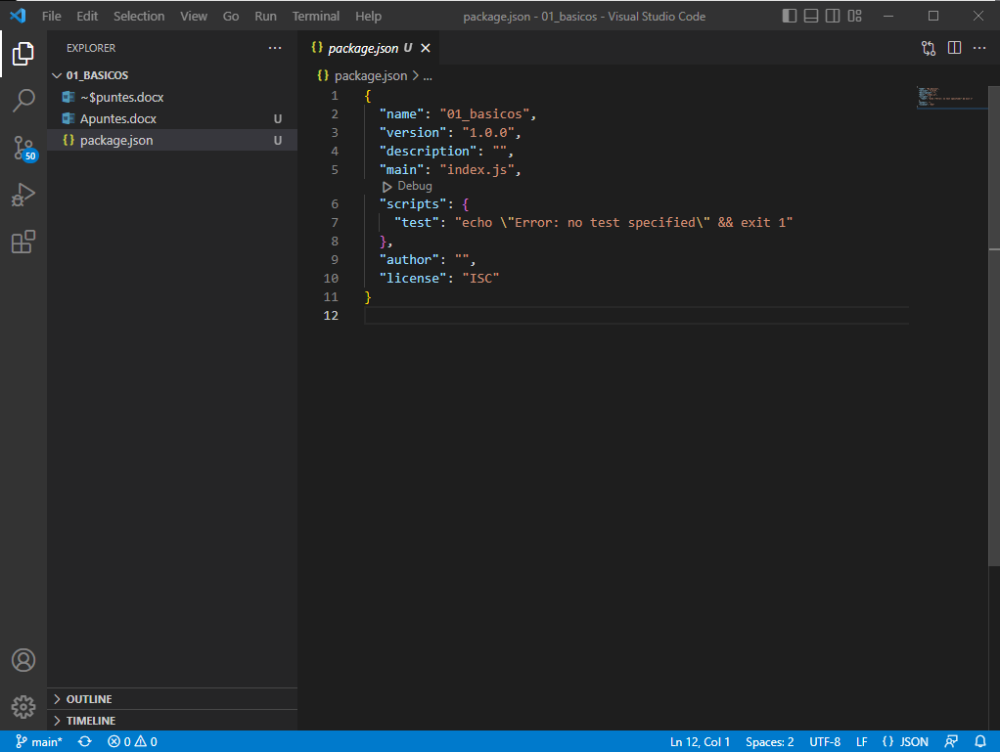 File Edit Selection View Go Run Terminal Help package.json - 01_basicos - Visual Studio Code
EXPLORER ...
package.json U
01_BASICOS
package.json > ...
~$puntes.docx
Apuntes.docx U
package.json U
50
1 {
2 "name": "01_basicos",
3 "version": "1.0.0",
4 "description": "",
5 "main": "index.js",
Debug
6 "scripts": {
7 "test": "echo \"Error: no test specified\" && exit 1"
8 },
9 "author": "",
10 "license": "ISC"
11 }
12
OUTLINE
TIMELINE
main* 0 0 Ln 12, Col 1 Spaces: 2 UTF-8 LF {} JSON